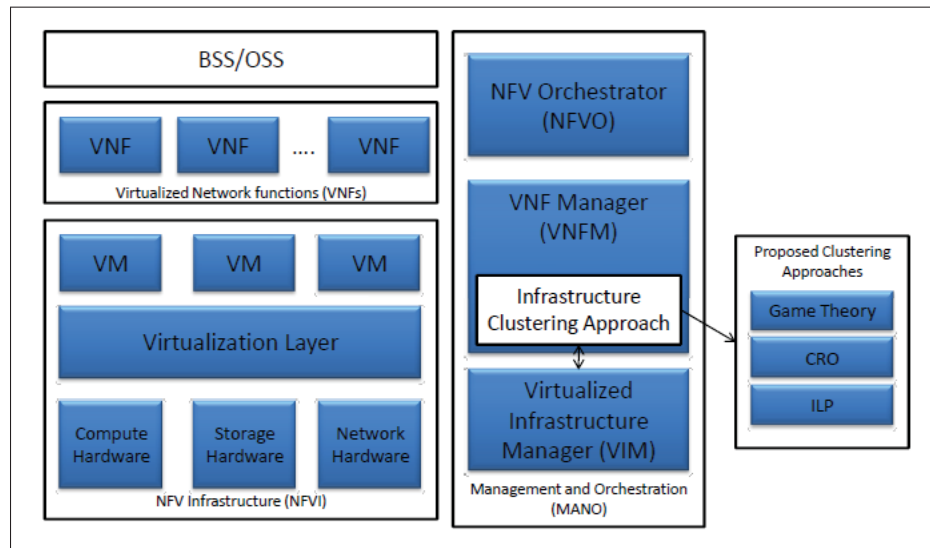 BSS/OSS
VNF VNF .... VNF
Virtualized Network functions (VNFs)
VM VM VM
Virtualization Layer
Compute
Hardware
Storage
Hardware
Network
Hardware
NFV Infrastructure (NFVI)
NFV Orchestrator
(NFVO)
VNF Manager
(VNFM)
Infrastructure
Clustering Approach
Virtualized
Infrastructure
Manager (VIM)
Management and Orchestration
(MANO)
Proposed Clustering
Approaches
Game Theory
CRO
ILP